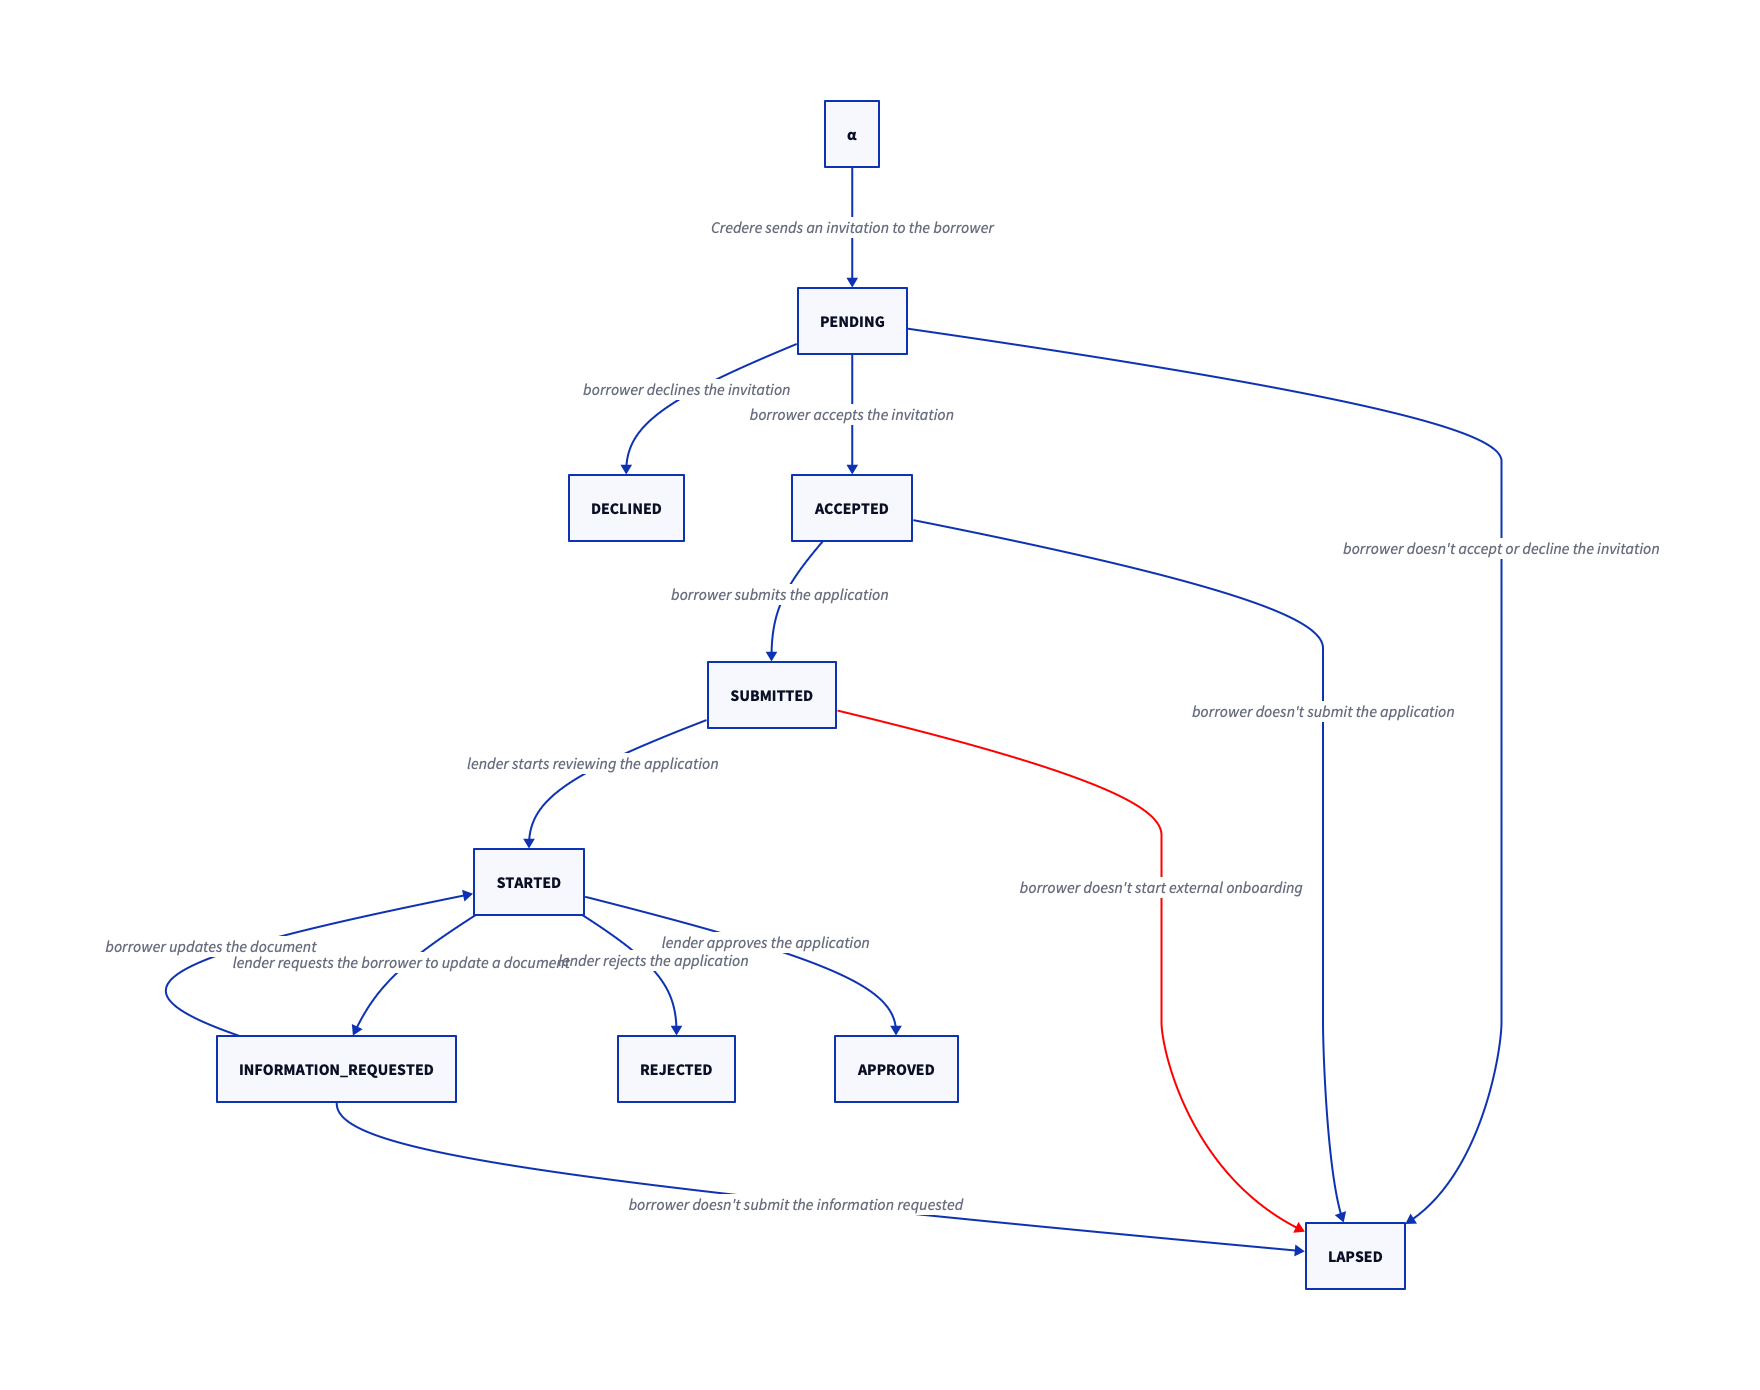 α
Credere sends an invitation to the borrower
PENDING
borrower declines the invitation
borrower accepts the invitation
DECLINED
ACCEPTED
borrower doesn't accept or decline the invitation
borrower submits the application
SUBMITTED
borrower doesn't submit the application
lender starts reviewing the application
STARTED
borrower doesn't start external onboarding
borrower updates the document
lender requests the borrower to update a document
lender rejects the application
lender approves the application
INFORMATION_REQUESTED
REJECTED
APPROVED
borrower doesn't submit the information requested
LAPSED